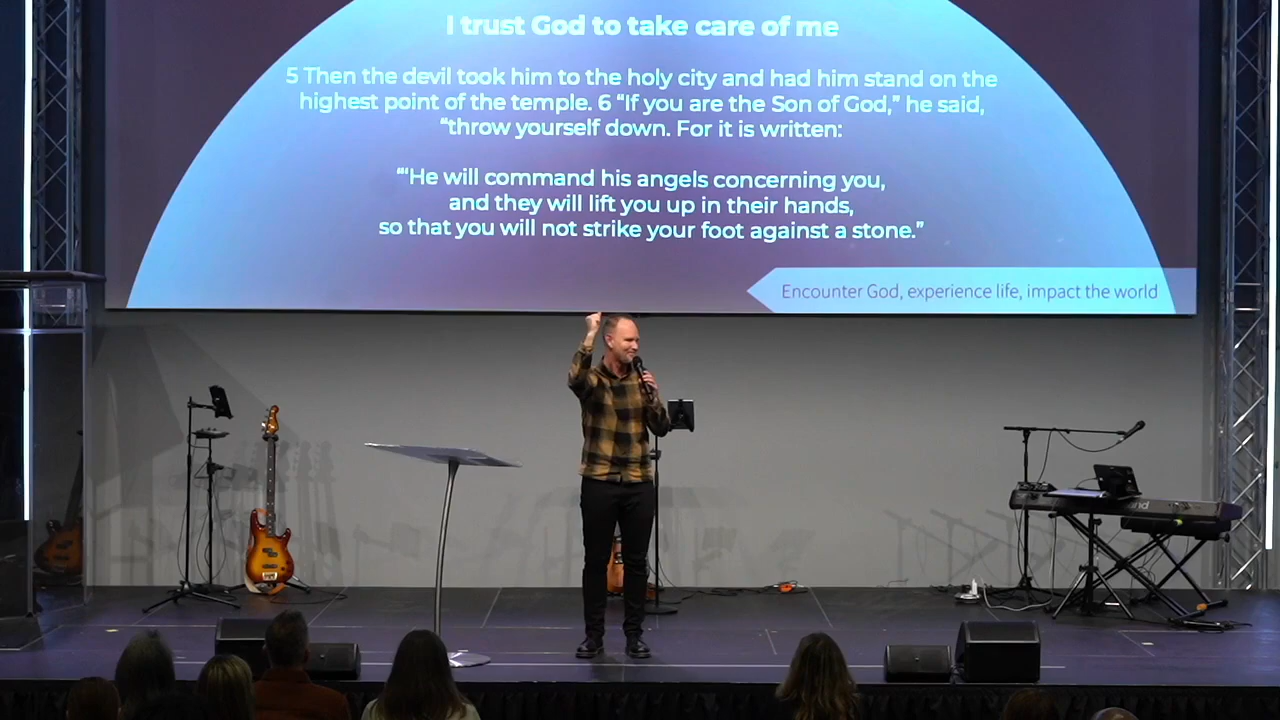 I trust God to take care of me
5 Then the devil took him to the holy city and had him stand on the
highest point of the temple. 6 “If you are the Son of God,” he said,
“throw yourself down. For it is written:
“‘He will command his angels concerning you,
and they will lift you up in their hands,
so that you will not strike your foot against a stone.”
Encounter God, experience life, impact the world